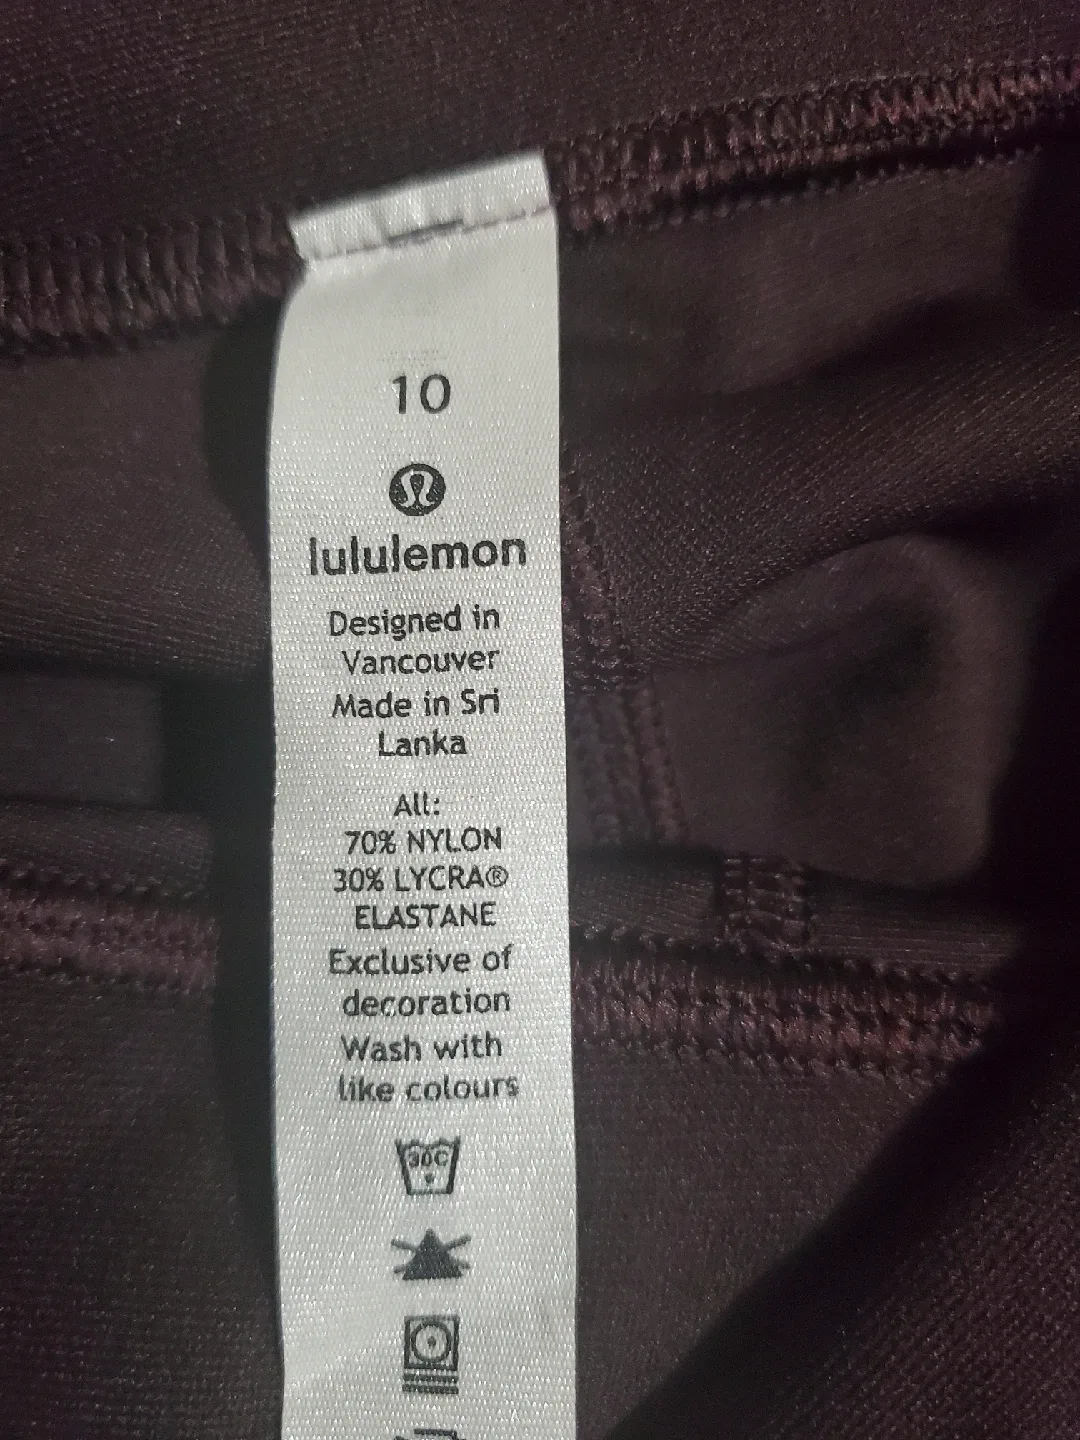 10
lululemon
Designed in
Vancouver
Made in Sri
Lanka
All:
70% NYLON
30% LYCRA®
ELASTANE
Exclusive of
decoration
Wash with
like colours
30C